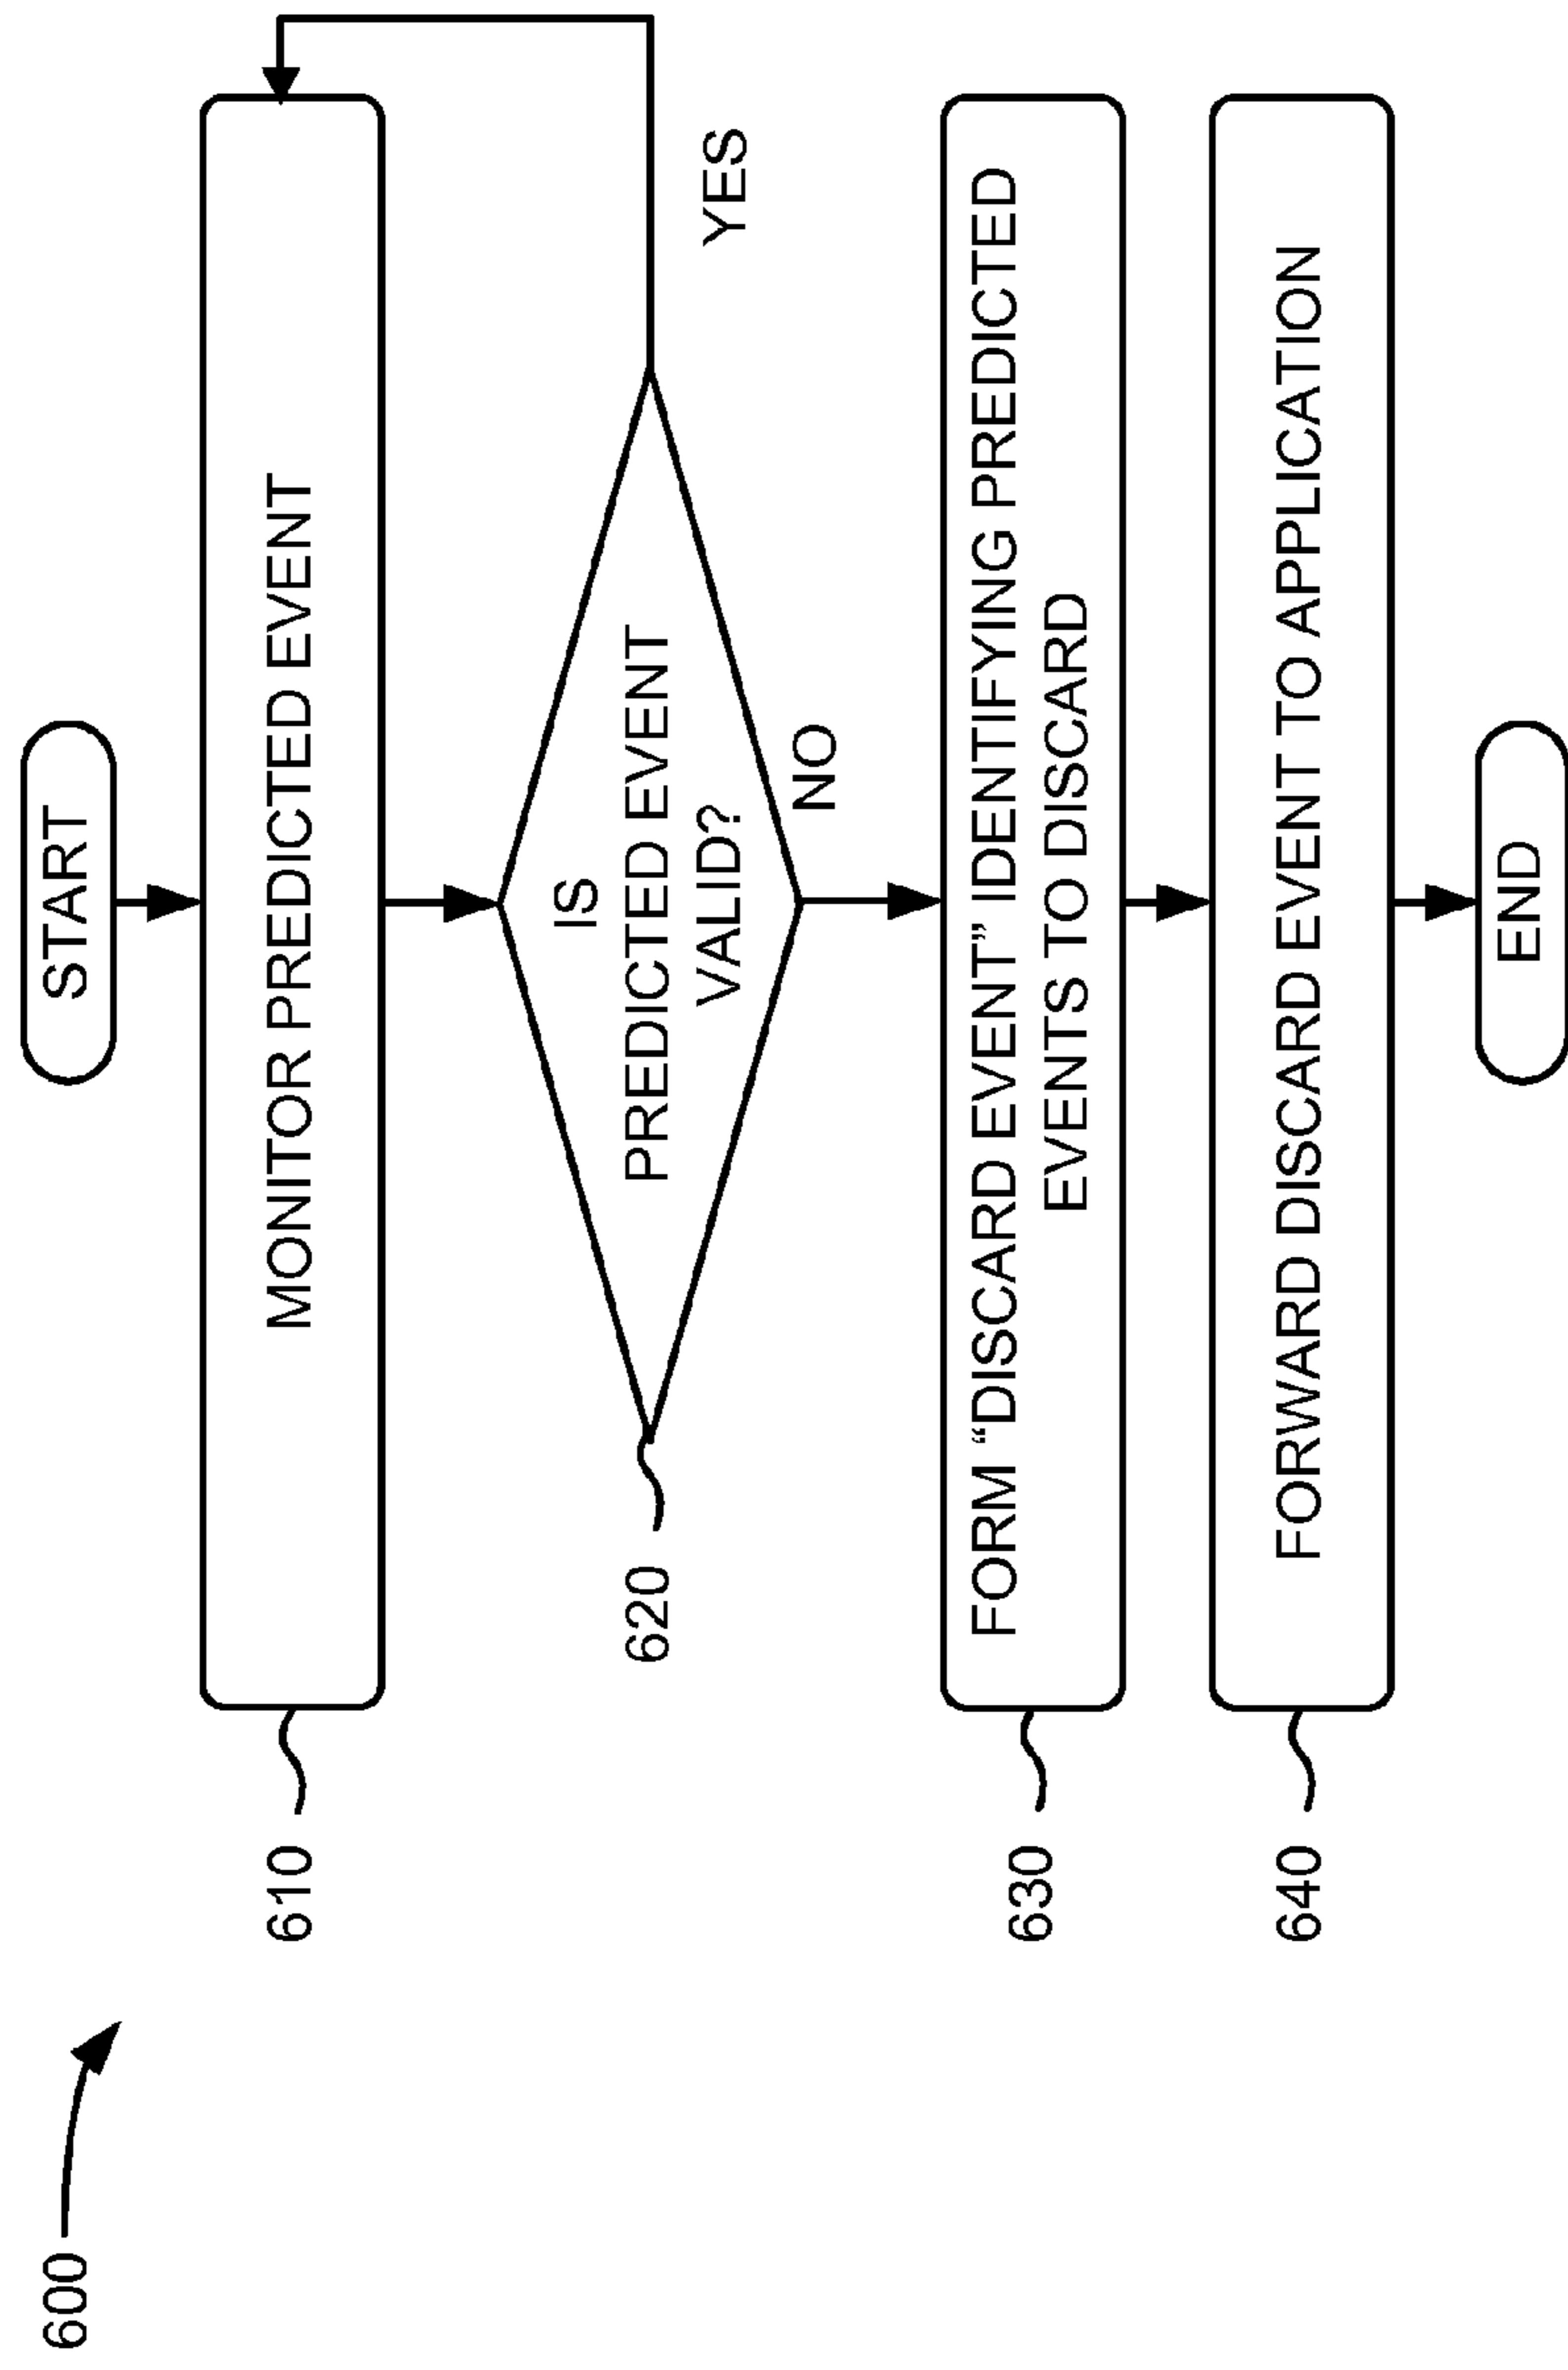 600
START
610
MONITOR PREDICTED EVENT
620
IS
PREDICTED EVENT
VALID?
YES
NO
630
FORM “DISCARD EVENT” IDENTIFYING PREDICTED
EVENTS TO DISCARD
640
FORWARD DISCARD EVENT TO APPLICATION
END